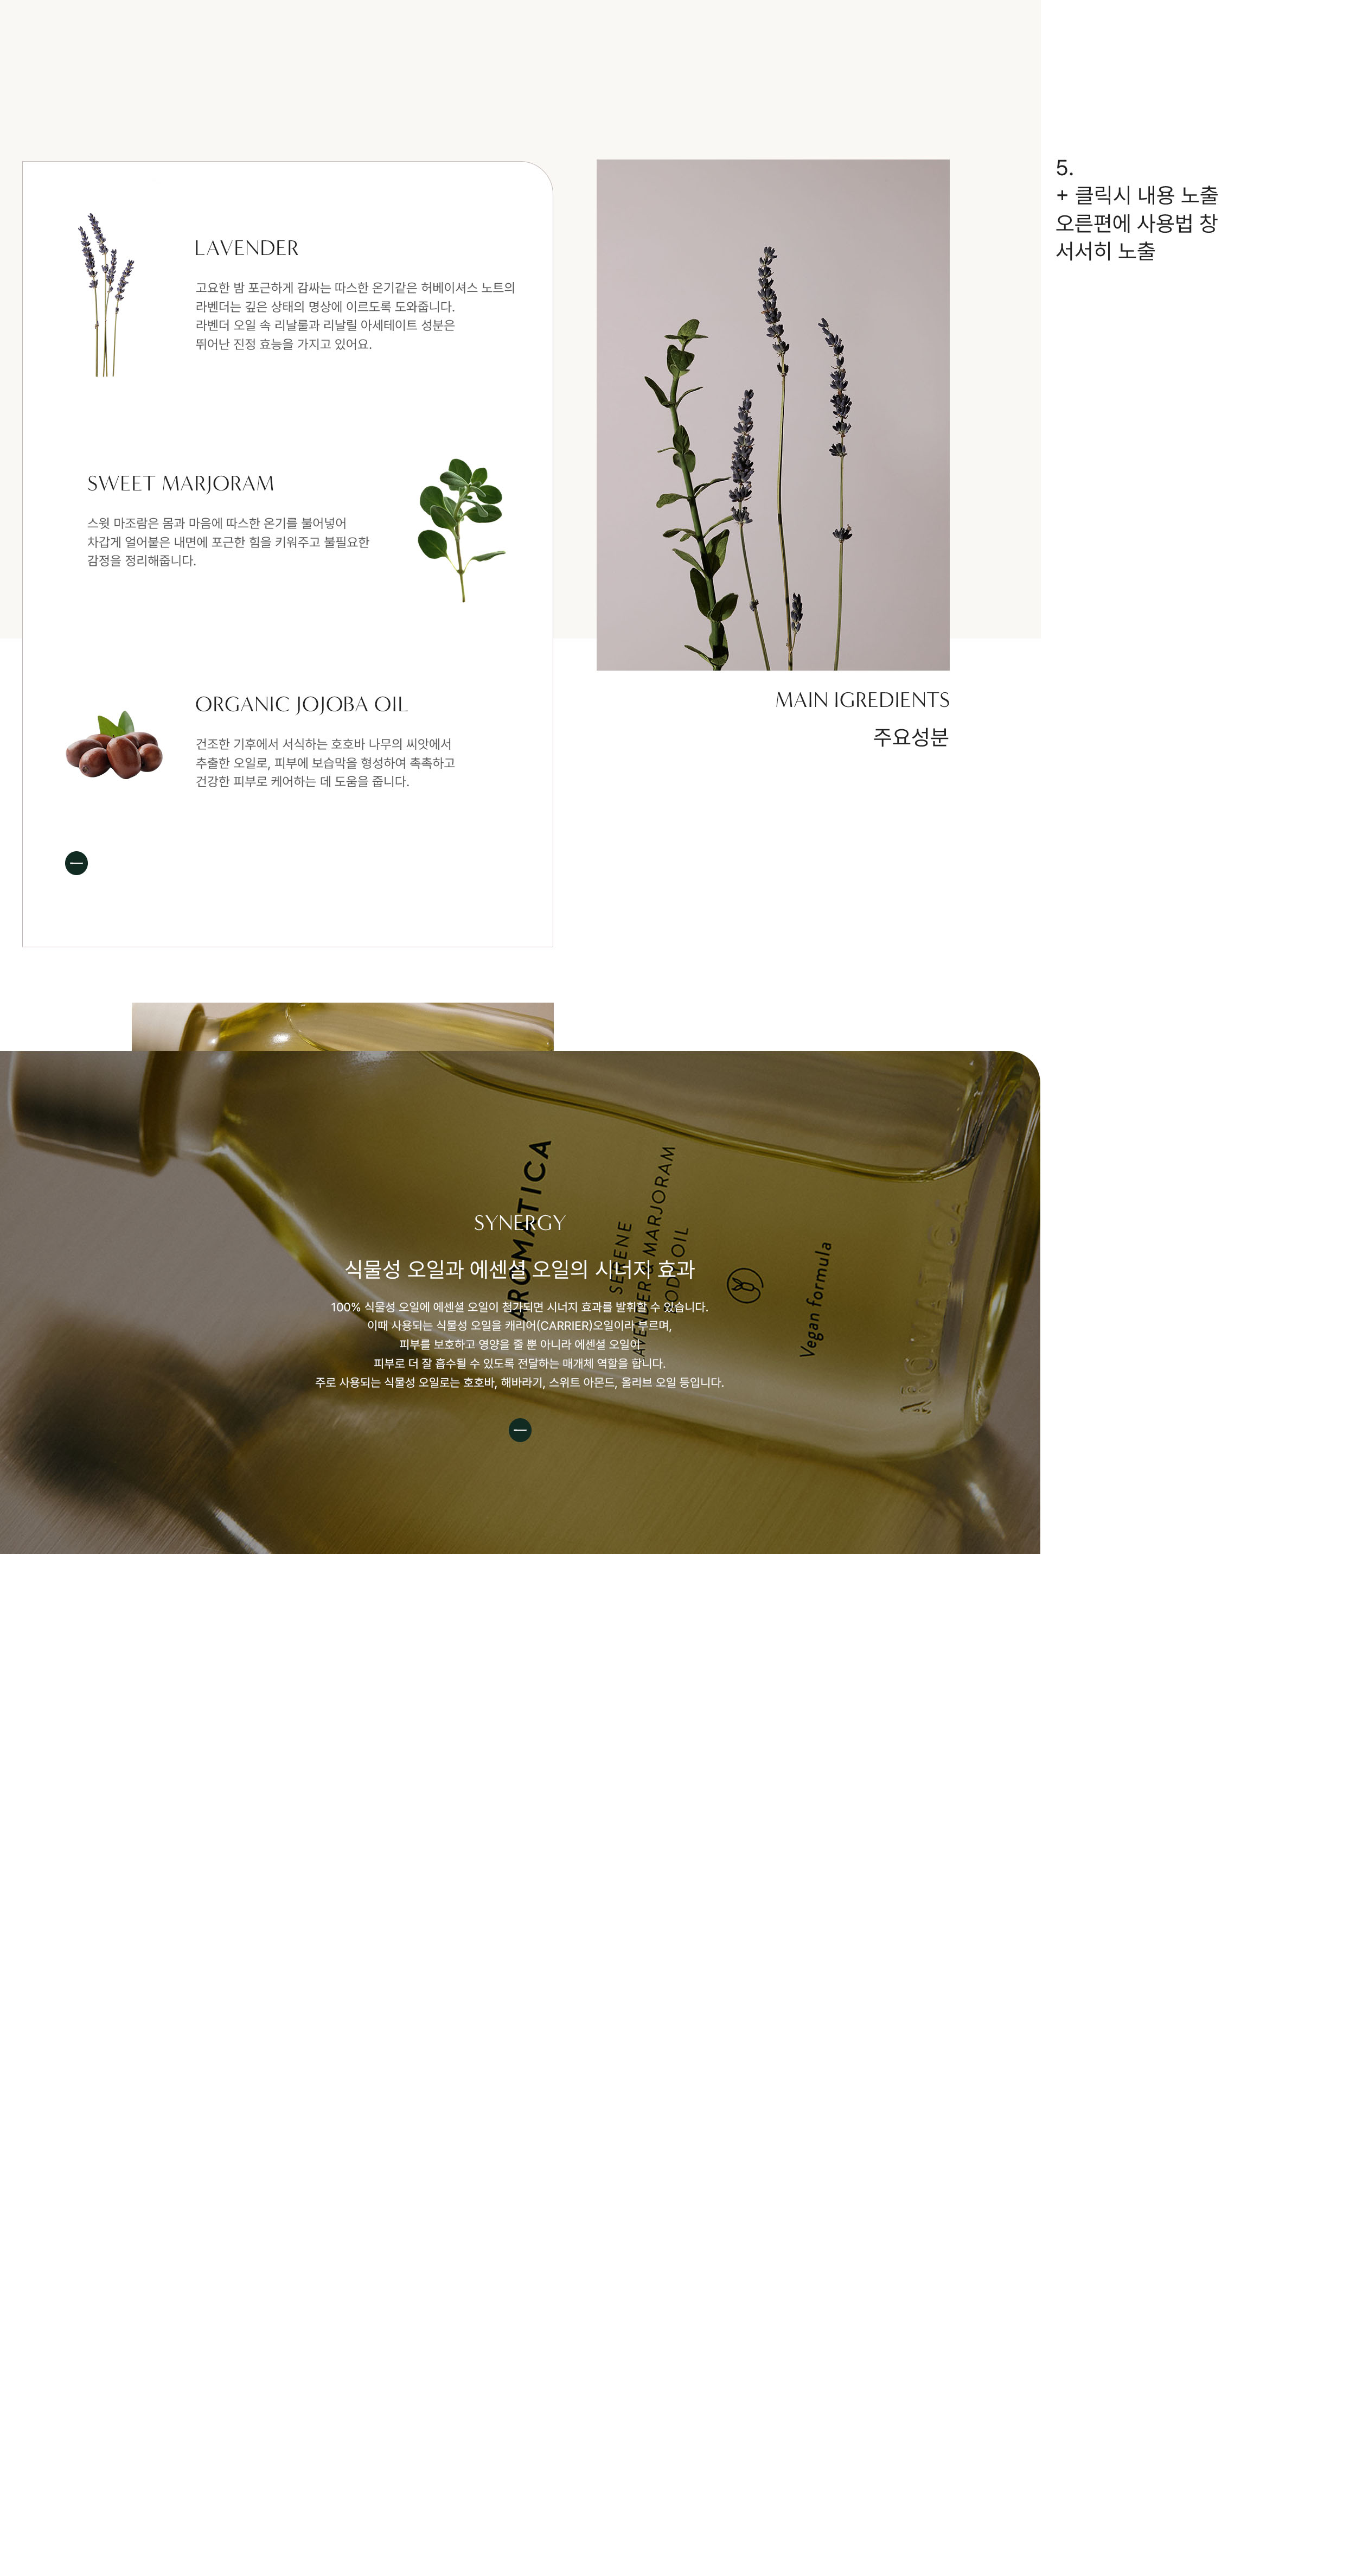 5.
+ 클릭시 내용 노출
오른편에 사용법 창
서서히 노출
LAVENDER
고요한 밤 포근하게 감싸는 따스한 온기같은 허베이셔스 노트의
라벤더는 깊은 상태의 명상에 이르도록 도와줍니다.
라벤더 오일 속 리날룰과 리날릴 아세테이트 성분은
뛰어난 진정 효능을 가지고 있어요.
SWEET MARJORAM
스윗 마조람은 몸과 마음에 따스한 온기를 불어넣어
차갑게 얼어붙은 내면에 포근한 힘을 키워주고 불필요한
감정을 정리해줍니다.
ORGANIC JOJOBA OIL
건조한 기후에서 서식하는 호호바 나무의 씨앗에서
추출한 오일로, 피부에 보습막을 형성하여 촉촉하고
건강한 피부로 케어하는 데 도움을 줍니다.
MAIN IGREDIENTS
주요성분
SYNERGY
식물성 오일과 에센셜 오일의 시너지 효과
100% 식물성 오일에 에센셜 오일이 첨가되면 시너지 효과를 발휘할 수 있습니다.
이때 사용되는 식물성 오일을 캐리어(CARRIER)오일이라 부르며,
피부를 보호하고 영양을 줄 뿐 아니라 에센셜 오일이
피부로 더 잘 흡수될 수 있도록 전달하는 매개체 역할을 합니다.
주로 사용되는 식물성 오일로는 호호바, 해바라기, 스위트 아몬드, 올리브 오일 등입니다.
AROMATICA
SERENE
AVENDER & MARJORAM
ODY OIL
Vegan formula
AROMATICA